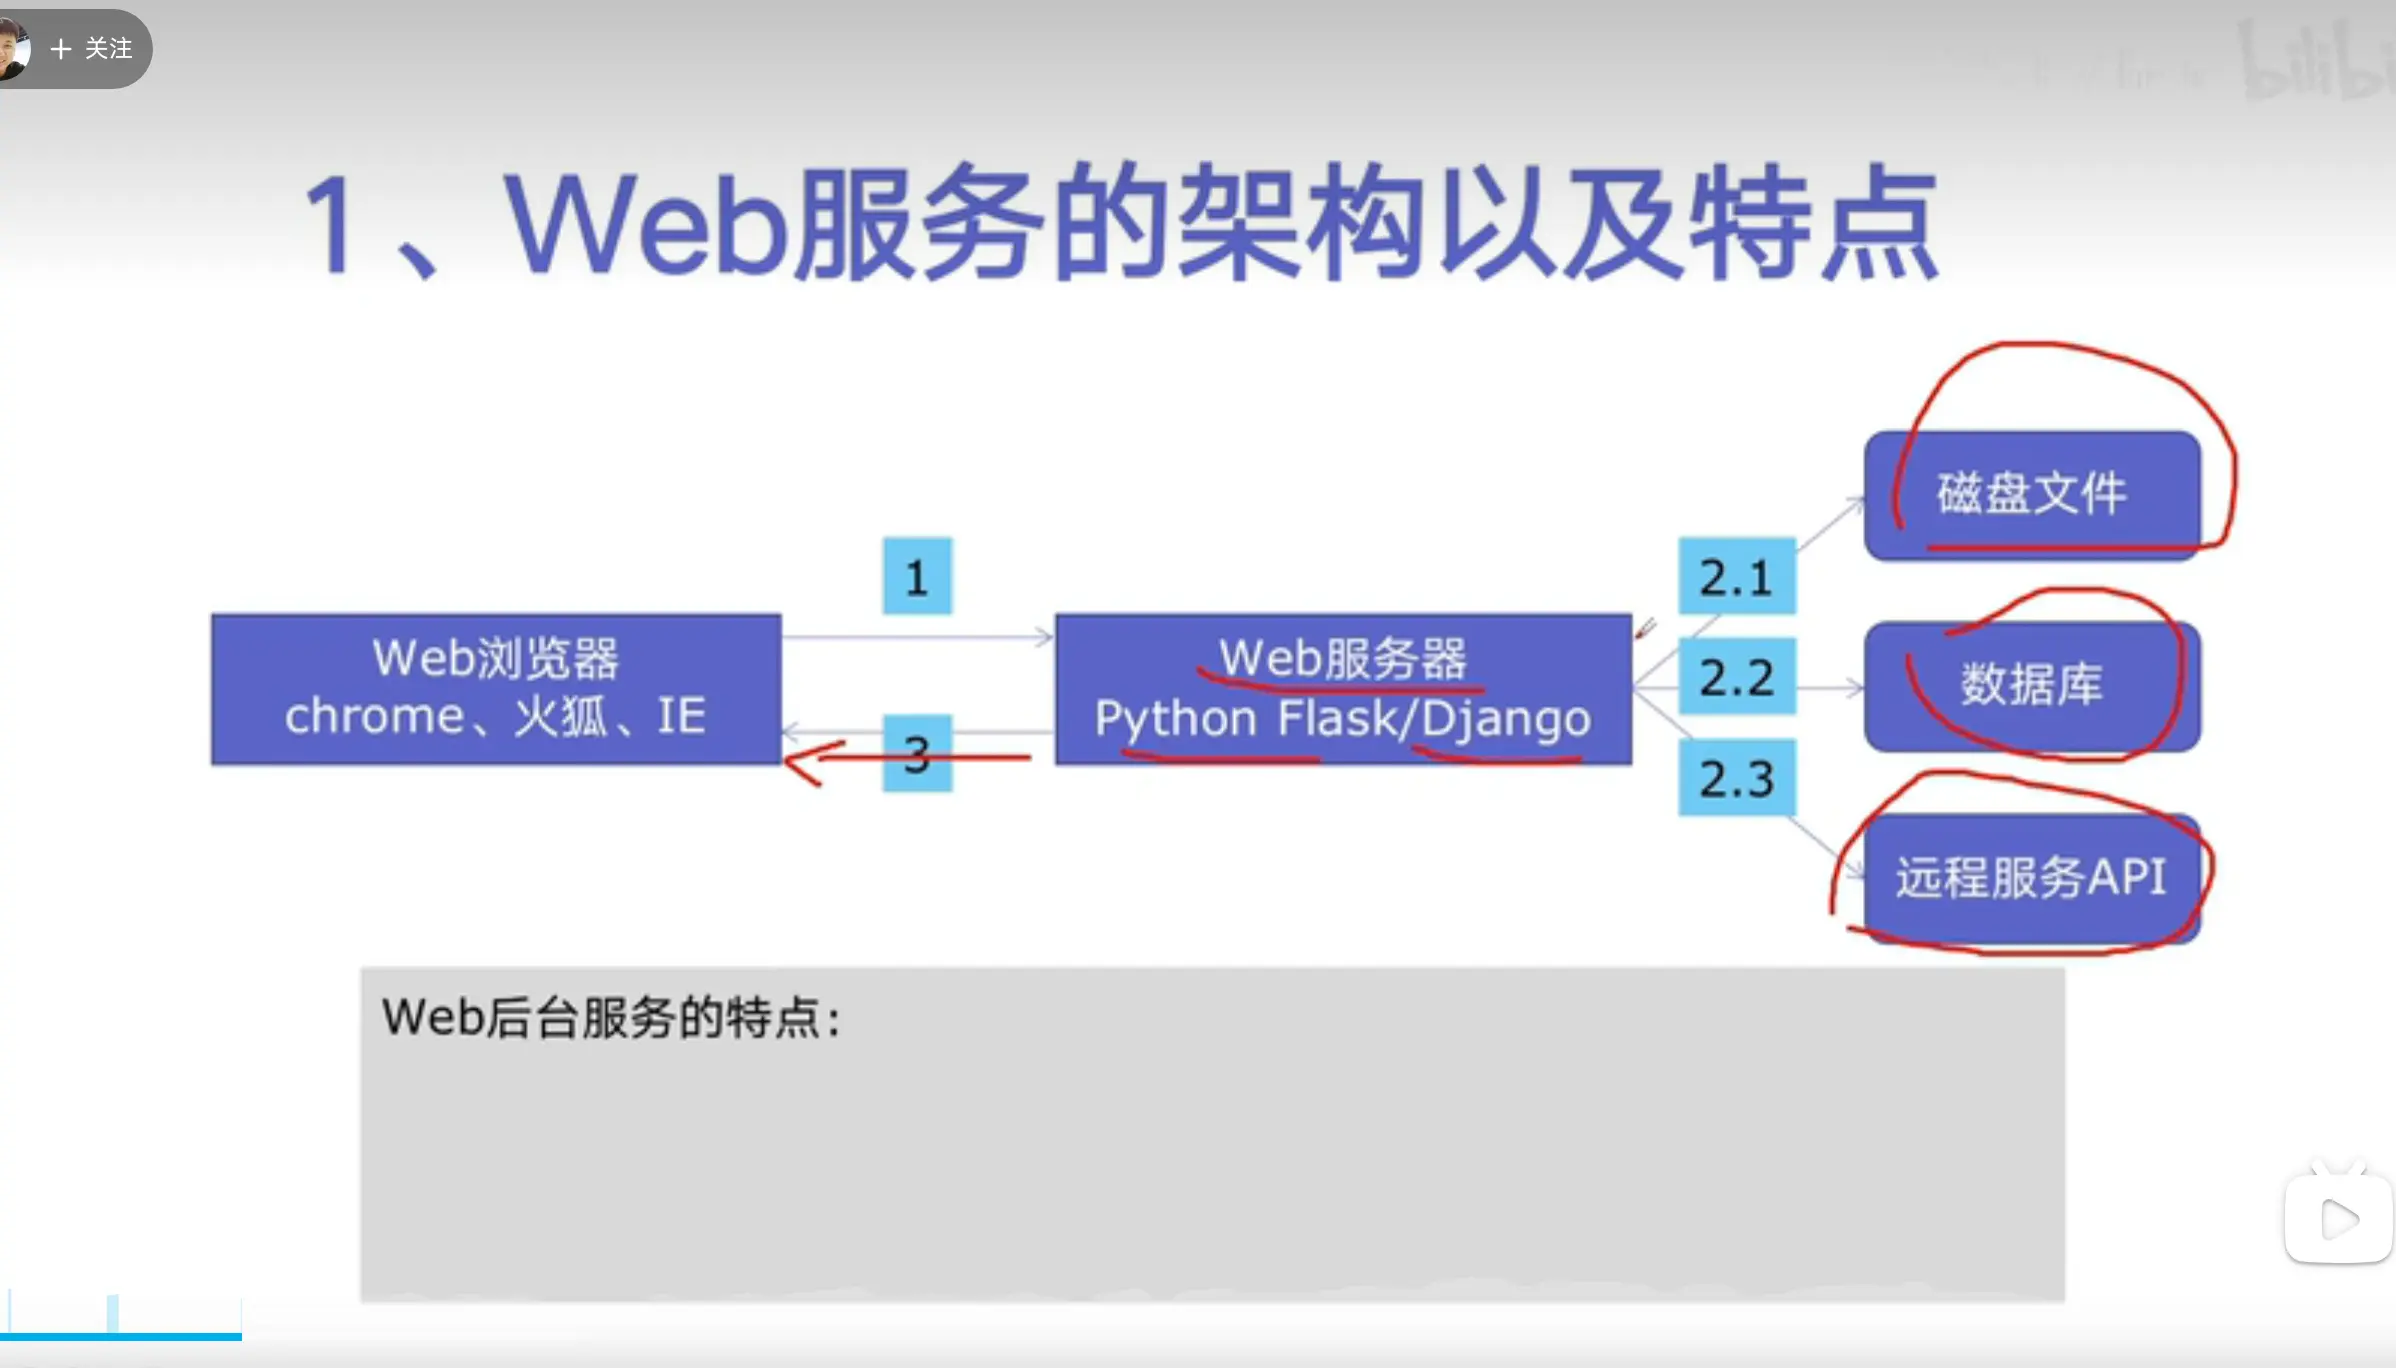 + 关注
bilibi
1、Web服务的架构以及特点
磁盘文件
1
2.1
Web浏览器
chrome、火狐、IE
Web服务器
Python Flask/Django
2.2
数据库
3
2.3
远程服务API
Web后台服务的特点: